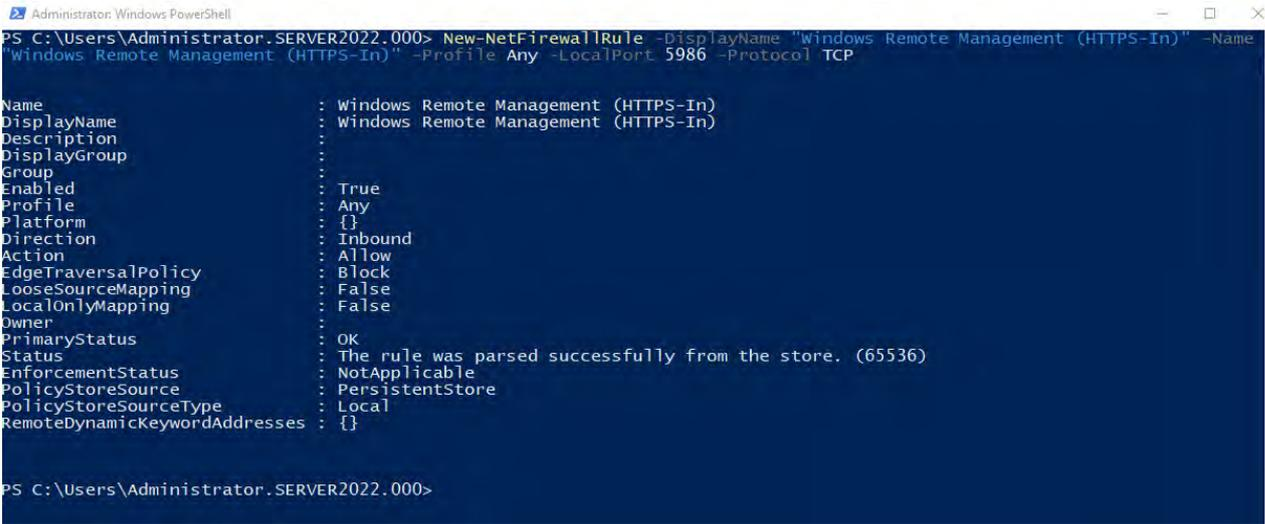 Administrator: Windows PowerShell
PS C:\Users\Administrator.SERVER2022.000> New-NetFirewallRule -DisplayName "Windows Remote Management (HTTPS-In)" -Name
"Windows Remote Management (HTTPS-In)" -Profile Any -LocalPort 5986 -Protocol TCP
Name : Windows Remote Management (HTTPS-In)
DisplayName : Windows Remote Management (HTTPS-In)
Description :
DisplayGroup :
Group :
Enabled : True
Profile : Any
Platform : {}
Direction : Inbound
Action : Allow
EdgeTraversalPolicy : Block
LooseSourceMapping : False
LocalOnlyMapping : False
Owner :
PrimaryStatus : OK
Status : The rule was parsed successfully from the store. (65536)
EnforcementStatus : NotApplicable
PolicyStoreSource : PersistentStore
PolicyStoreSourceType : Local
RemoteDynamicKeywordAddresses : {}
PS C:\Users\Administrator.SERVER2022.000>